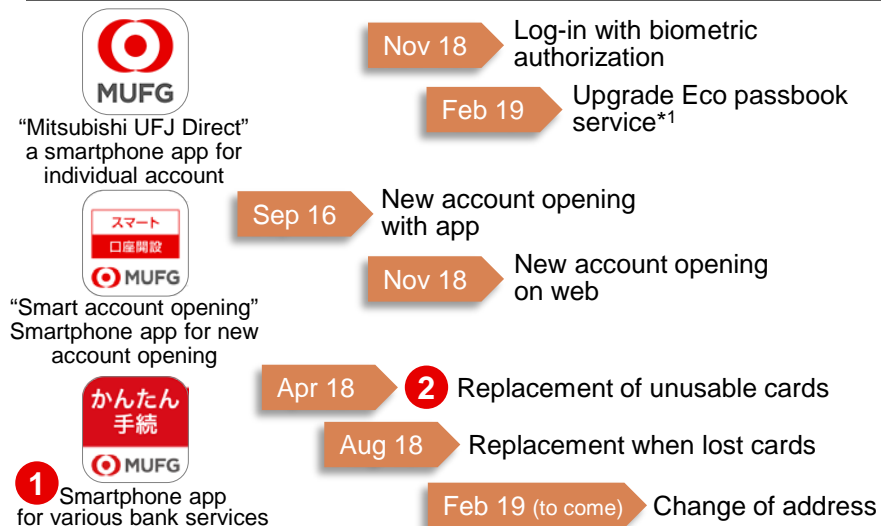 MUFG
"Mitsubishi UFJ Direct"
a smartphone app for
individual account
Nov 18
Log-in with biometric
authorization
Feb 19
Upgrade Eco passbook
service*1
スマート
口座開設
MUFG
"Smart account opening"
Smartphone app for new
account opening
Sep 16
New account opening
with app
Nov 18
New account opening
on web
かんたん
手続
MUFG
1
Smartphone app
for various bank services
Apr 18
2 Replacement of unusable cards
Aug 18
Replacement when lost cards
Feb 19 (to come)
Change of address